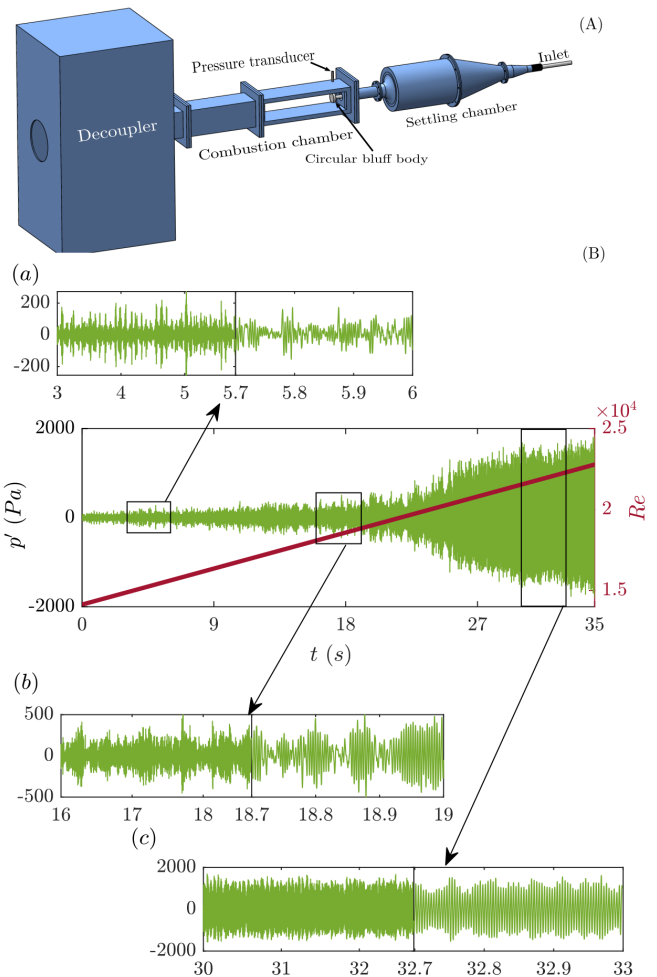 (A)
Pressure transducer
Inlet
Decoupler
Settling chamber
Combustion chamber
Circular bluff body
(B)
(a)
200
0
-200
3 4 5 5.7 5.8 5.9 6
×10⁴
2000 2.5
p′ (Pa) 0 2 Re
-2000 1.5
0 9 18 27 35
t (s)
(b)
500
0
-500
16 17 18 18.7 18.8 18.9 19
(c)
2000
0
-2000
30 31 32 32.7 32.8 32.9 33